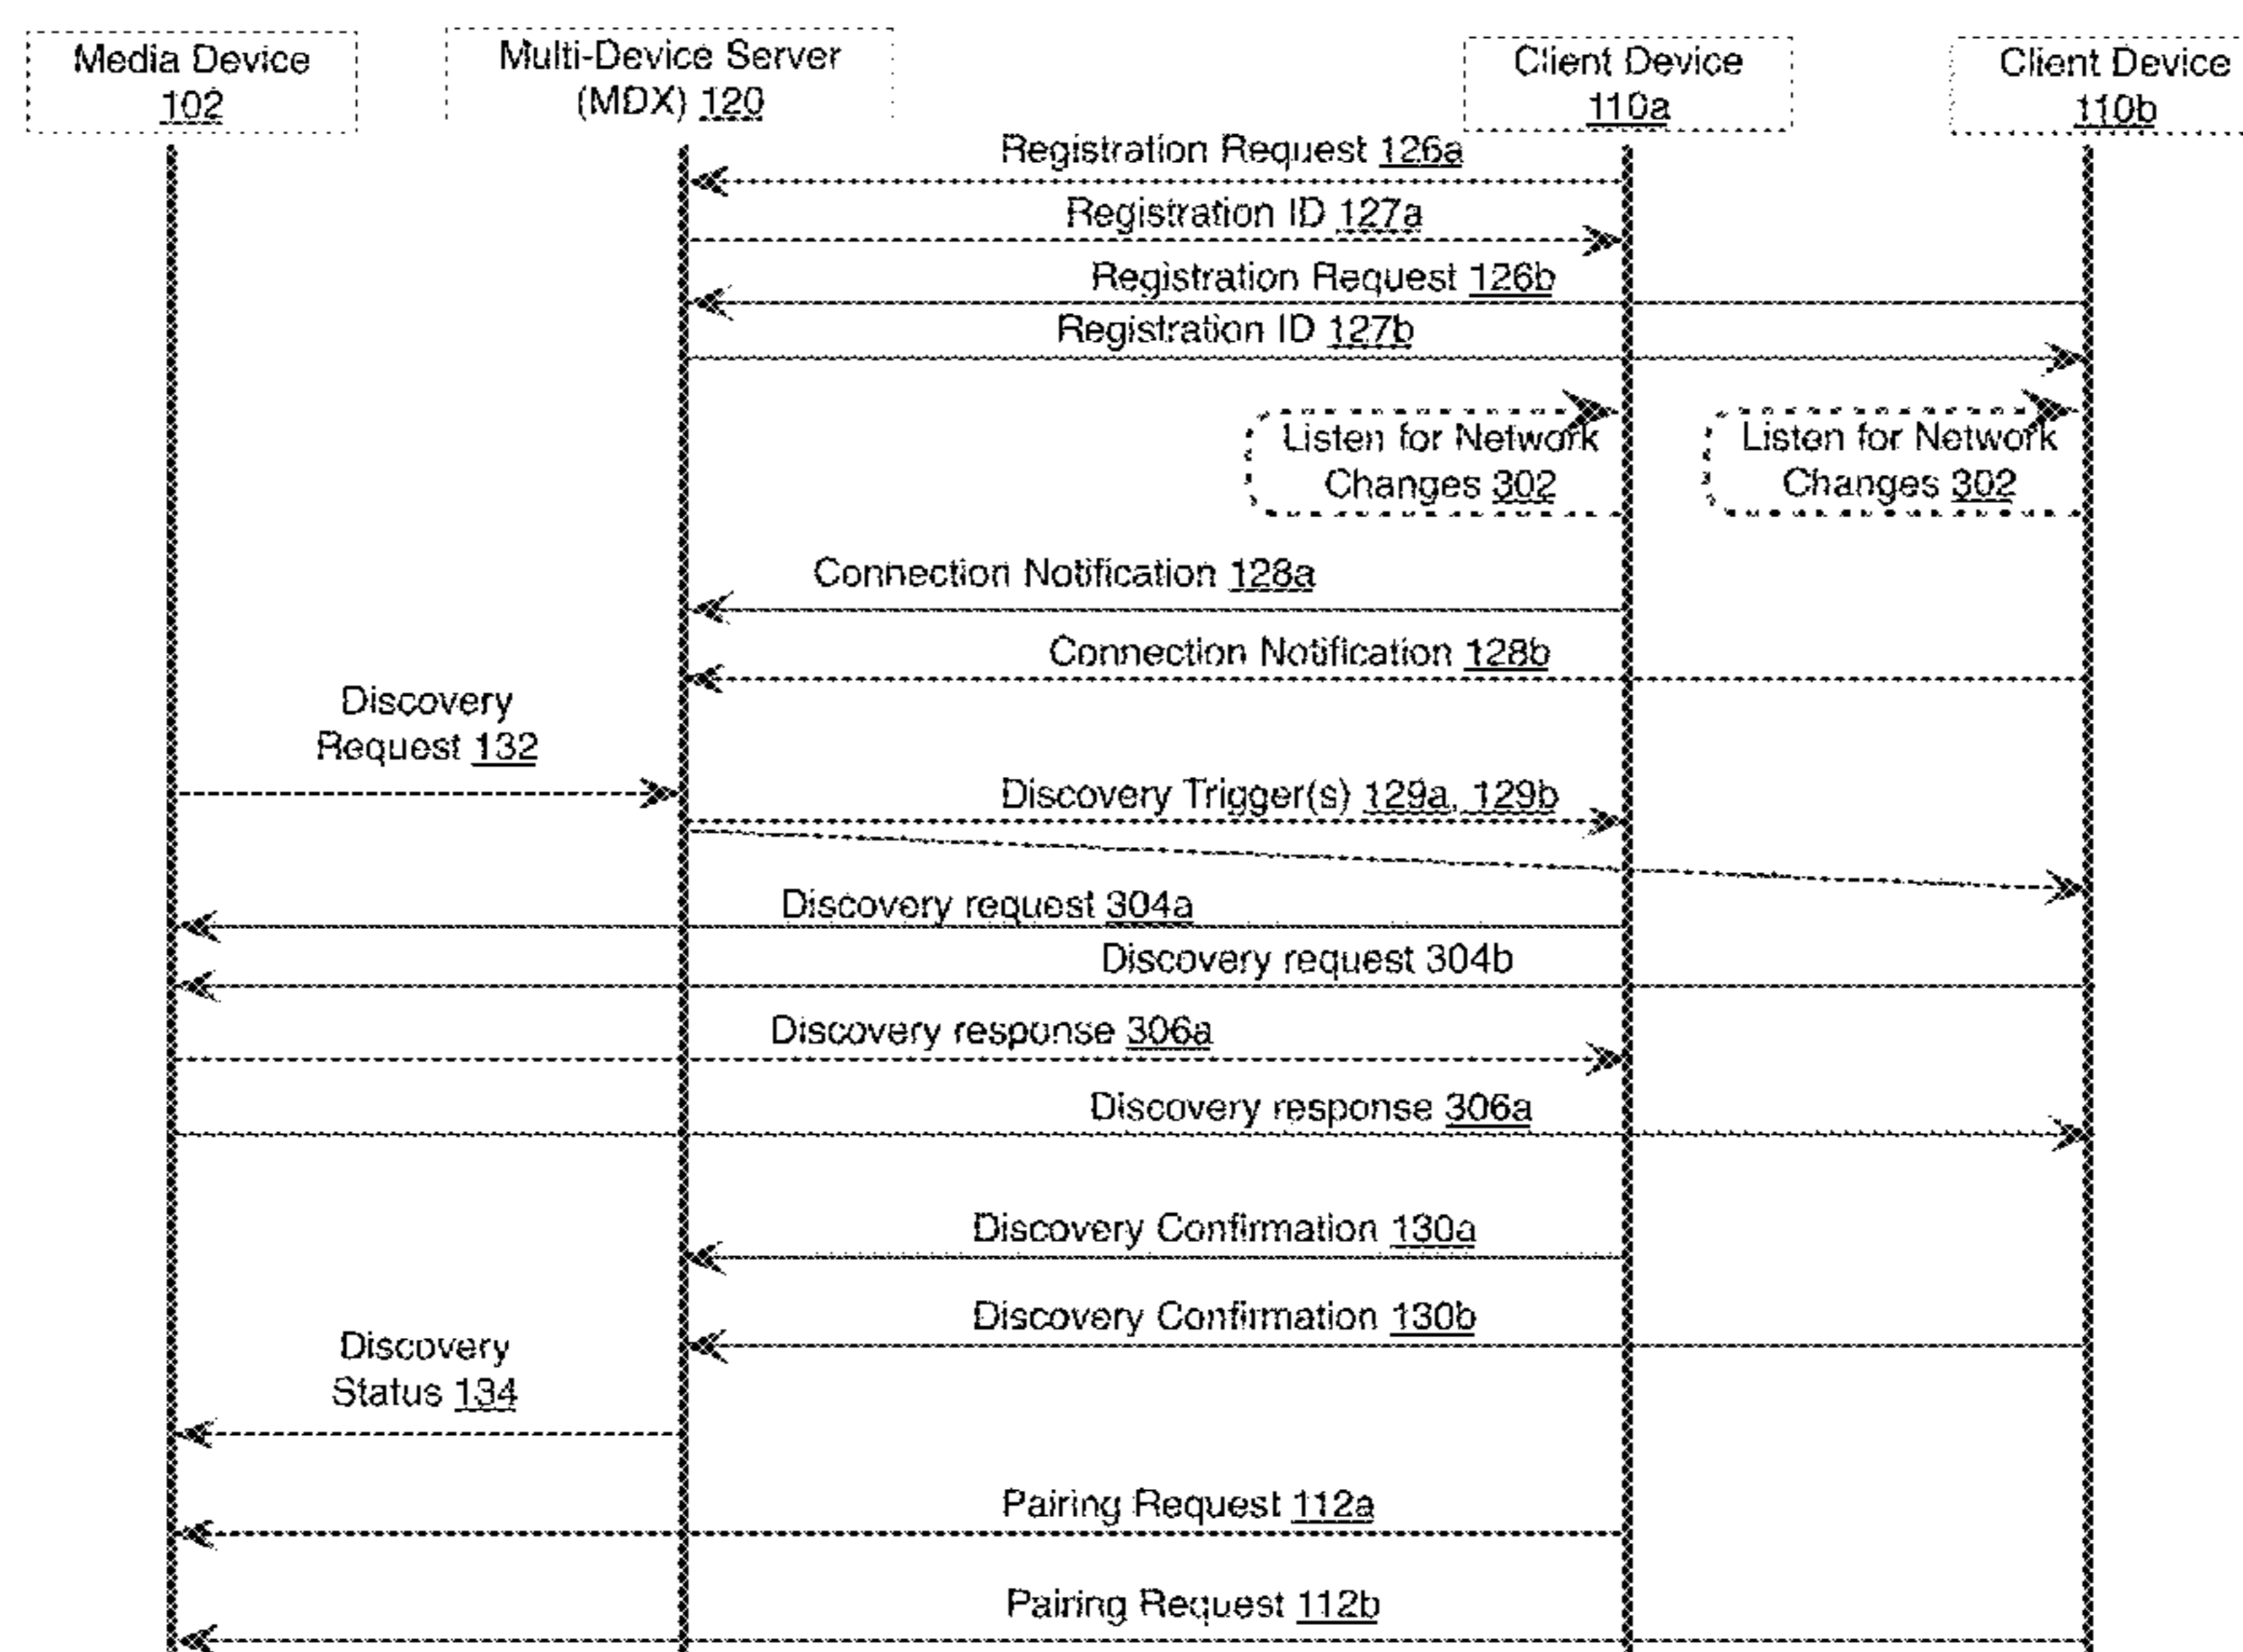 Media Device
102
Multi-Device Server
(MDX) 120
Client Device
110a
Client Device
110b
Registration Request 126a
Registration ID 127a
Registration Request 126b
Registration ID 127b
Listen for Network
Changes 302
Listen for Network
Changes 302
Connection Notification 128a
Connection Notification 128b
Discovery
Request 132
Discovery Trigger(s) 129a, 129b
Discovery request 304a
Discovery request 304b
Discovery response 306a
Discovery response 306a
Discovery Confirmation 130a
Discovery Confirmation 130b
Discovery
Status 134
Pairing Request 112a
Pairing Request 112b